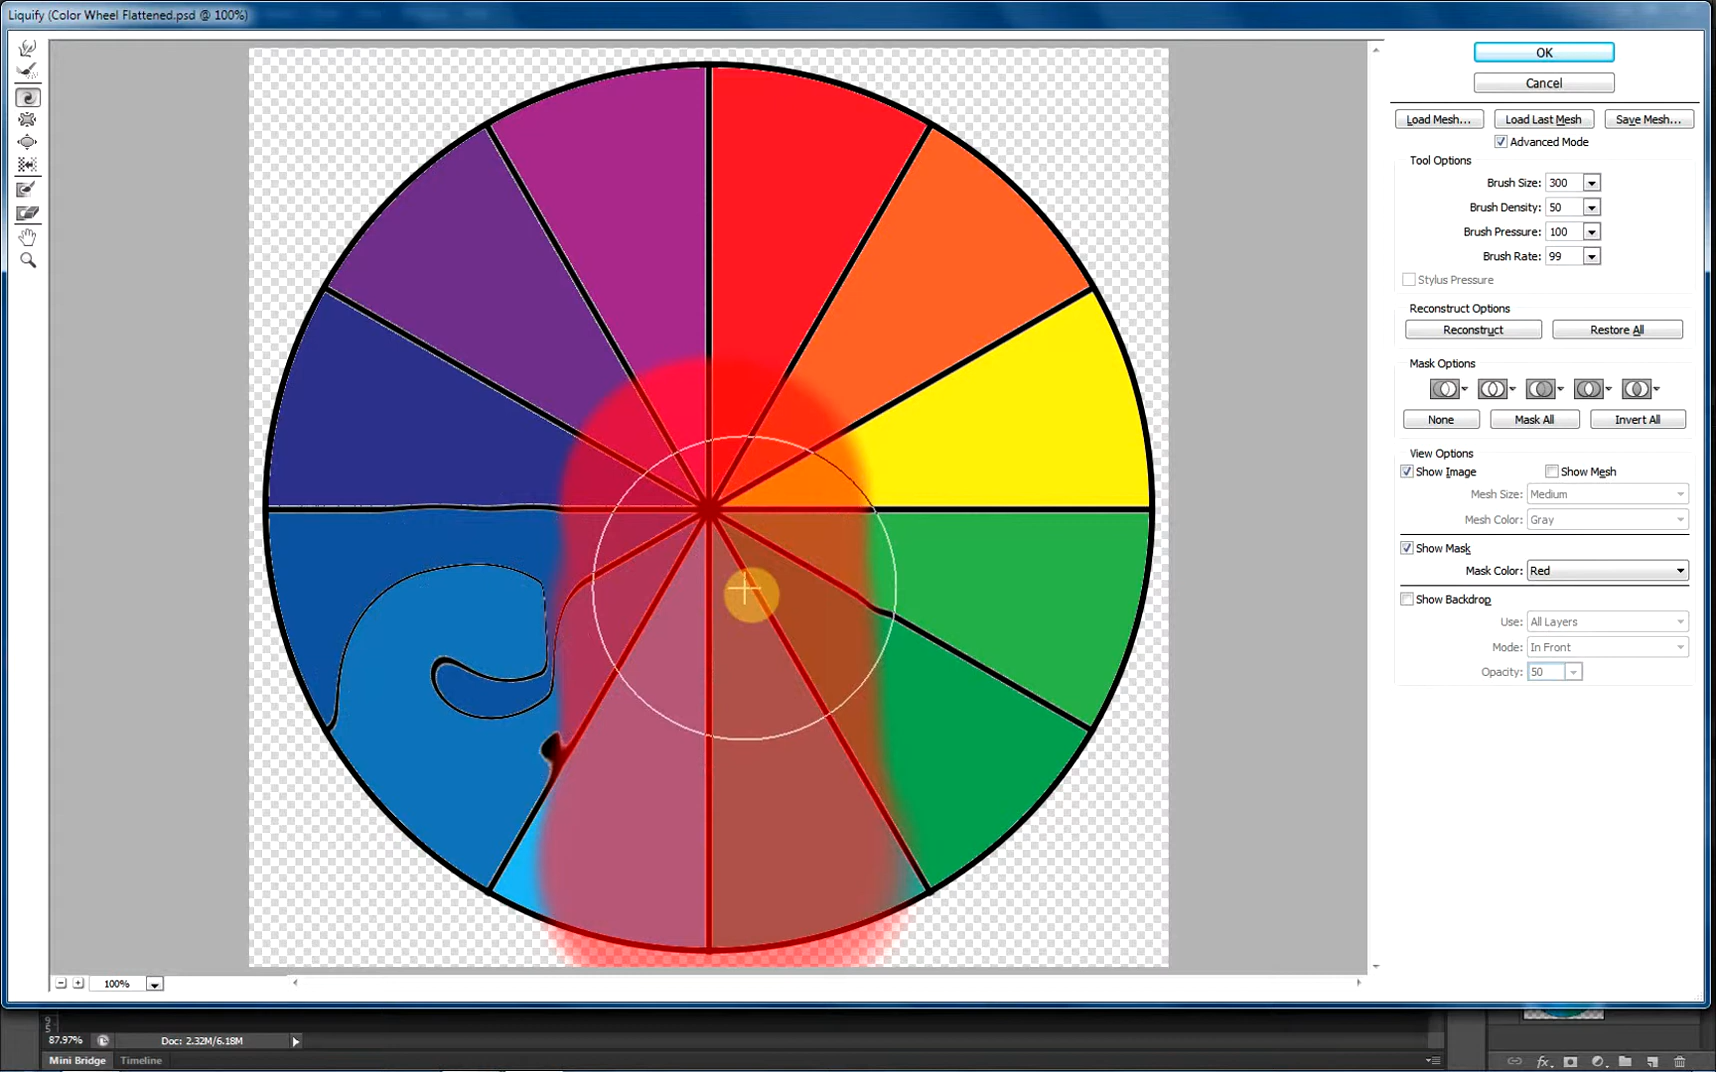 Liquify (Color Wheel Flattened.psd @ 100%)
OK
Cancel
Load Mesh... Load Last Mesh Save Mesh...
Advanced Mode
Tool Options
Brush Size: 300
Brush Density: 50
Brush Pressure: 100
Brush Rate: 99
Stylus Pressure
Reconstruct Options
Reconstruct Restore All
Mask Options
None Mask All Invert All
View Options
Show Image Show Mesh
Mesh Size: Medium
Mesh Color: Gray
Show Mask
Mask Color: Red
Show Backdrop
Use: All Layers
Mode: In Front
Opacity: 50
100%
87.97% Doc: 2.32M/6.18M
Mini Bridge Timeline
fx